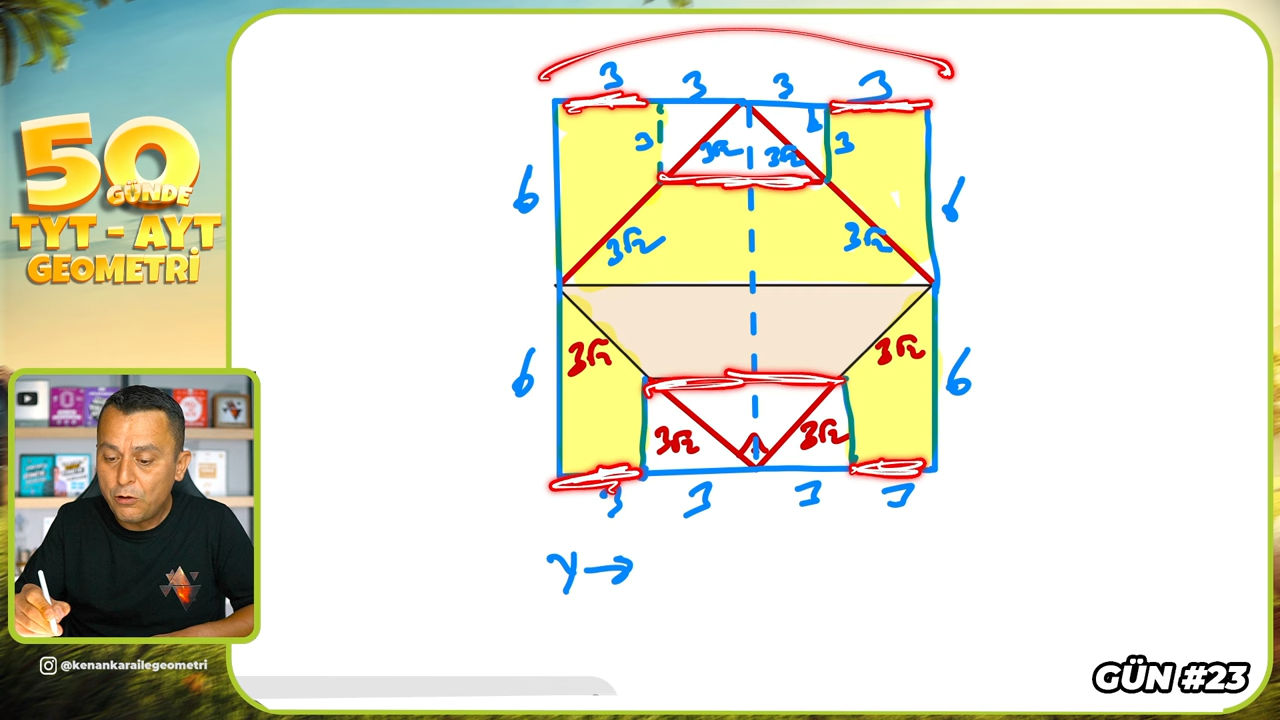 50
GÜNDE
TYT - AYT
GEOMETRİ
3 3 3 3
3 3√2 3√2 3
6 6
3√2 3√2
3√2 3√2
6 6
3√2 3√2
3 3 3 3
Y →
@kenankarailegeometri
GÜN #23